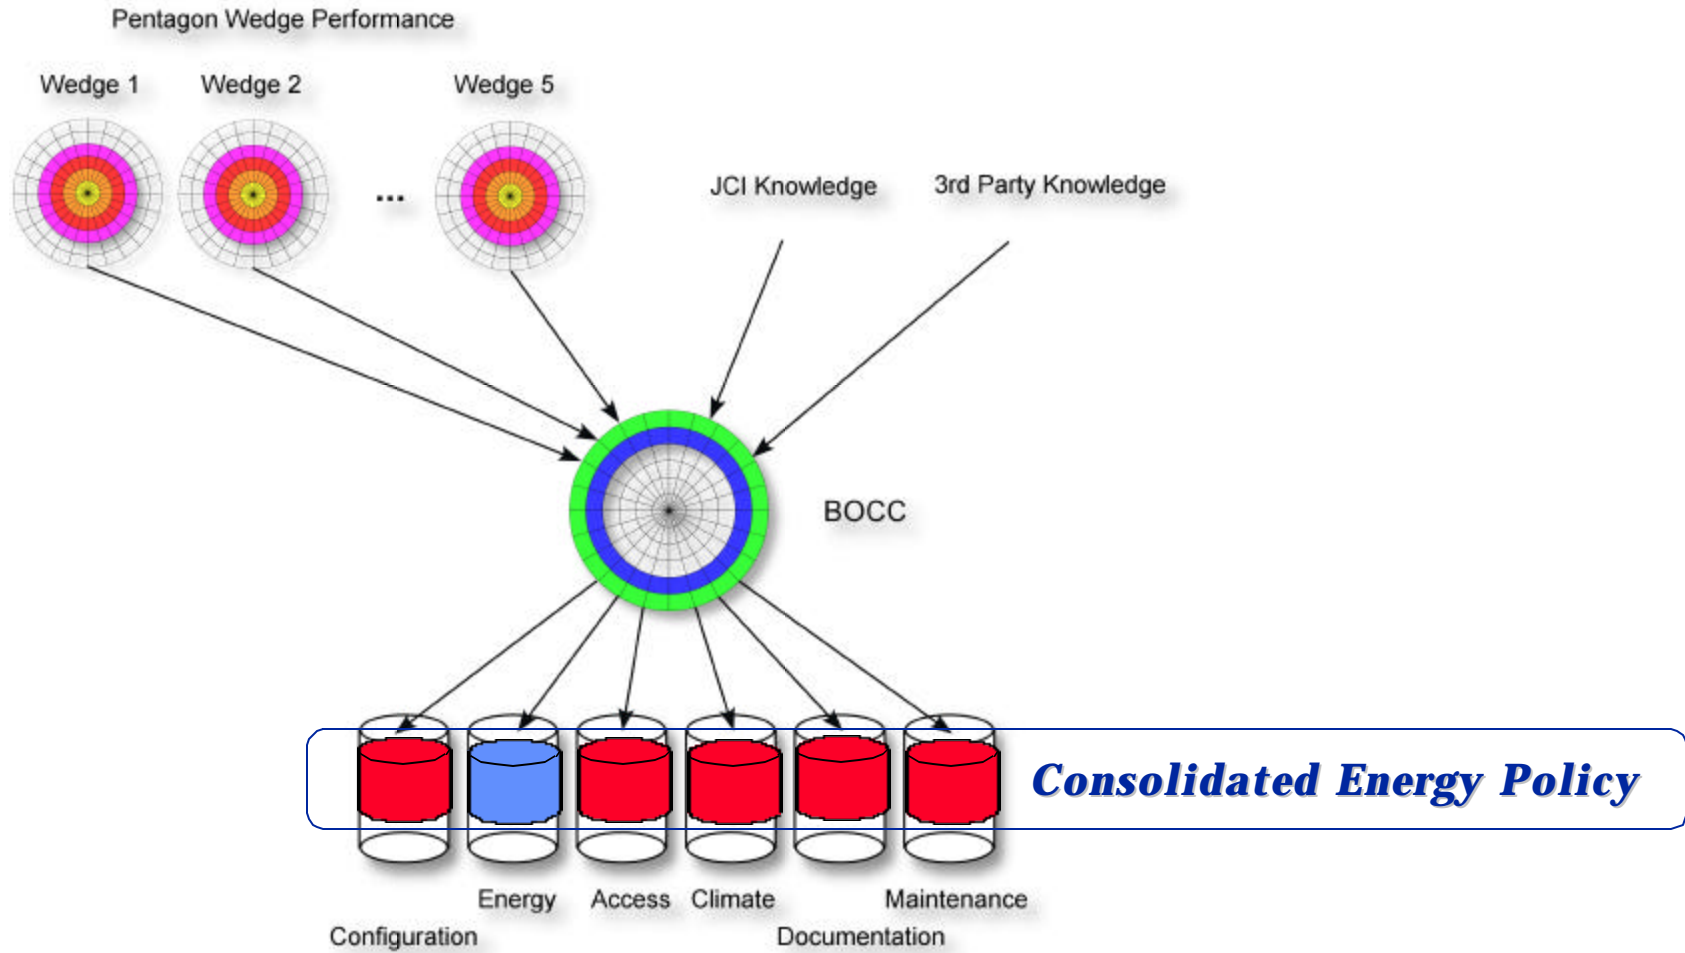 Pentagon Wedge Performance
Wedge 1 Wedge 2 Wedge 5
...
JCI Knowledge 3rd Party Knowledge
BOCC
Consolidated Energy Policy
Energy Access Climate Maintenance
Configuration Documentation